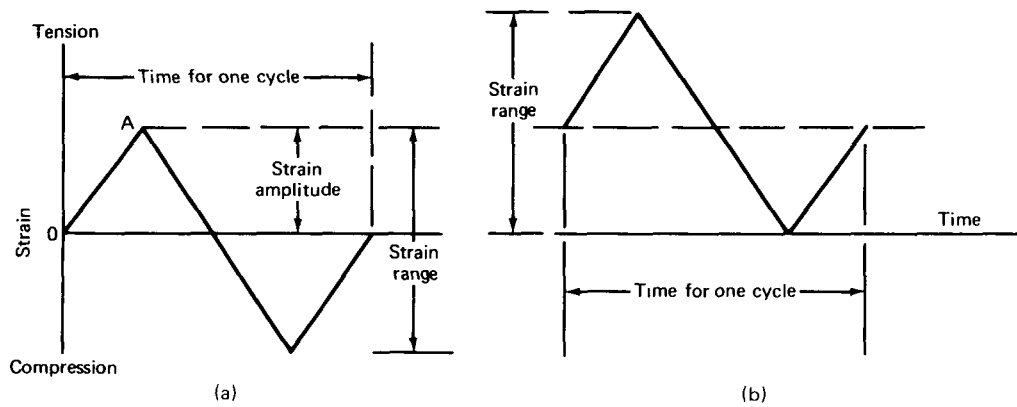 Tension
Time for one cycle
A
Strain
amplitude
Strain
range
0
Strain
Compression
(a)
Strain
range
Time
Time for one cycle
(b)